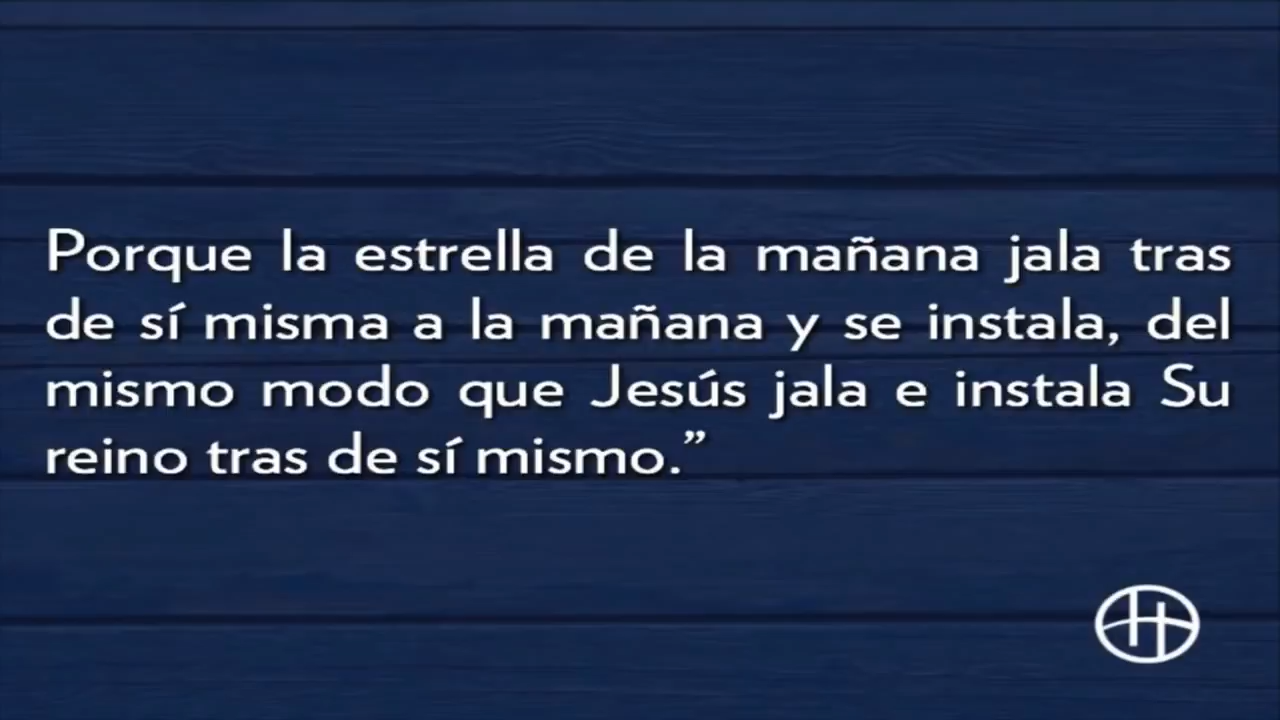 Porque la estrella de la mañana jala tras
de sí misma a la mañana y se instala, del
mismo modo que Jesús jala e instala Su
reino tras de sí mismo.”